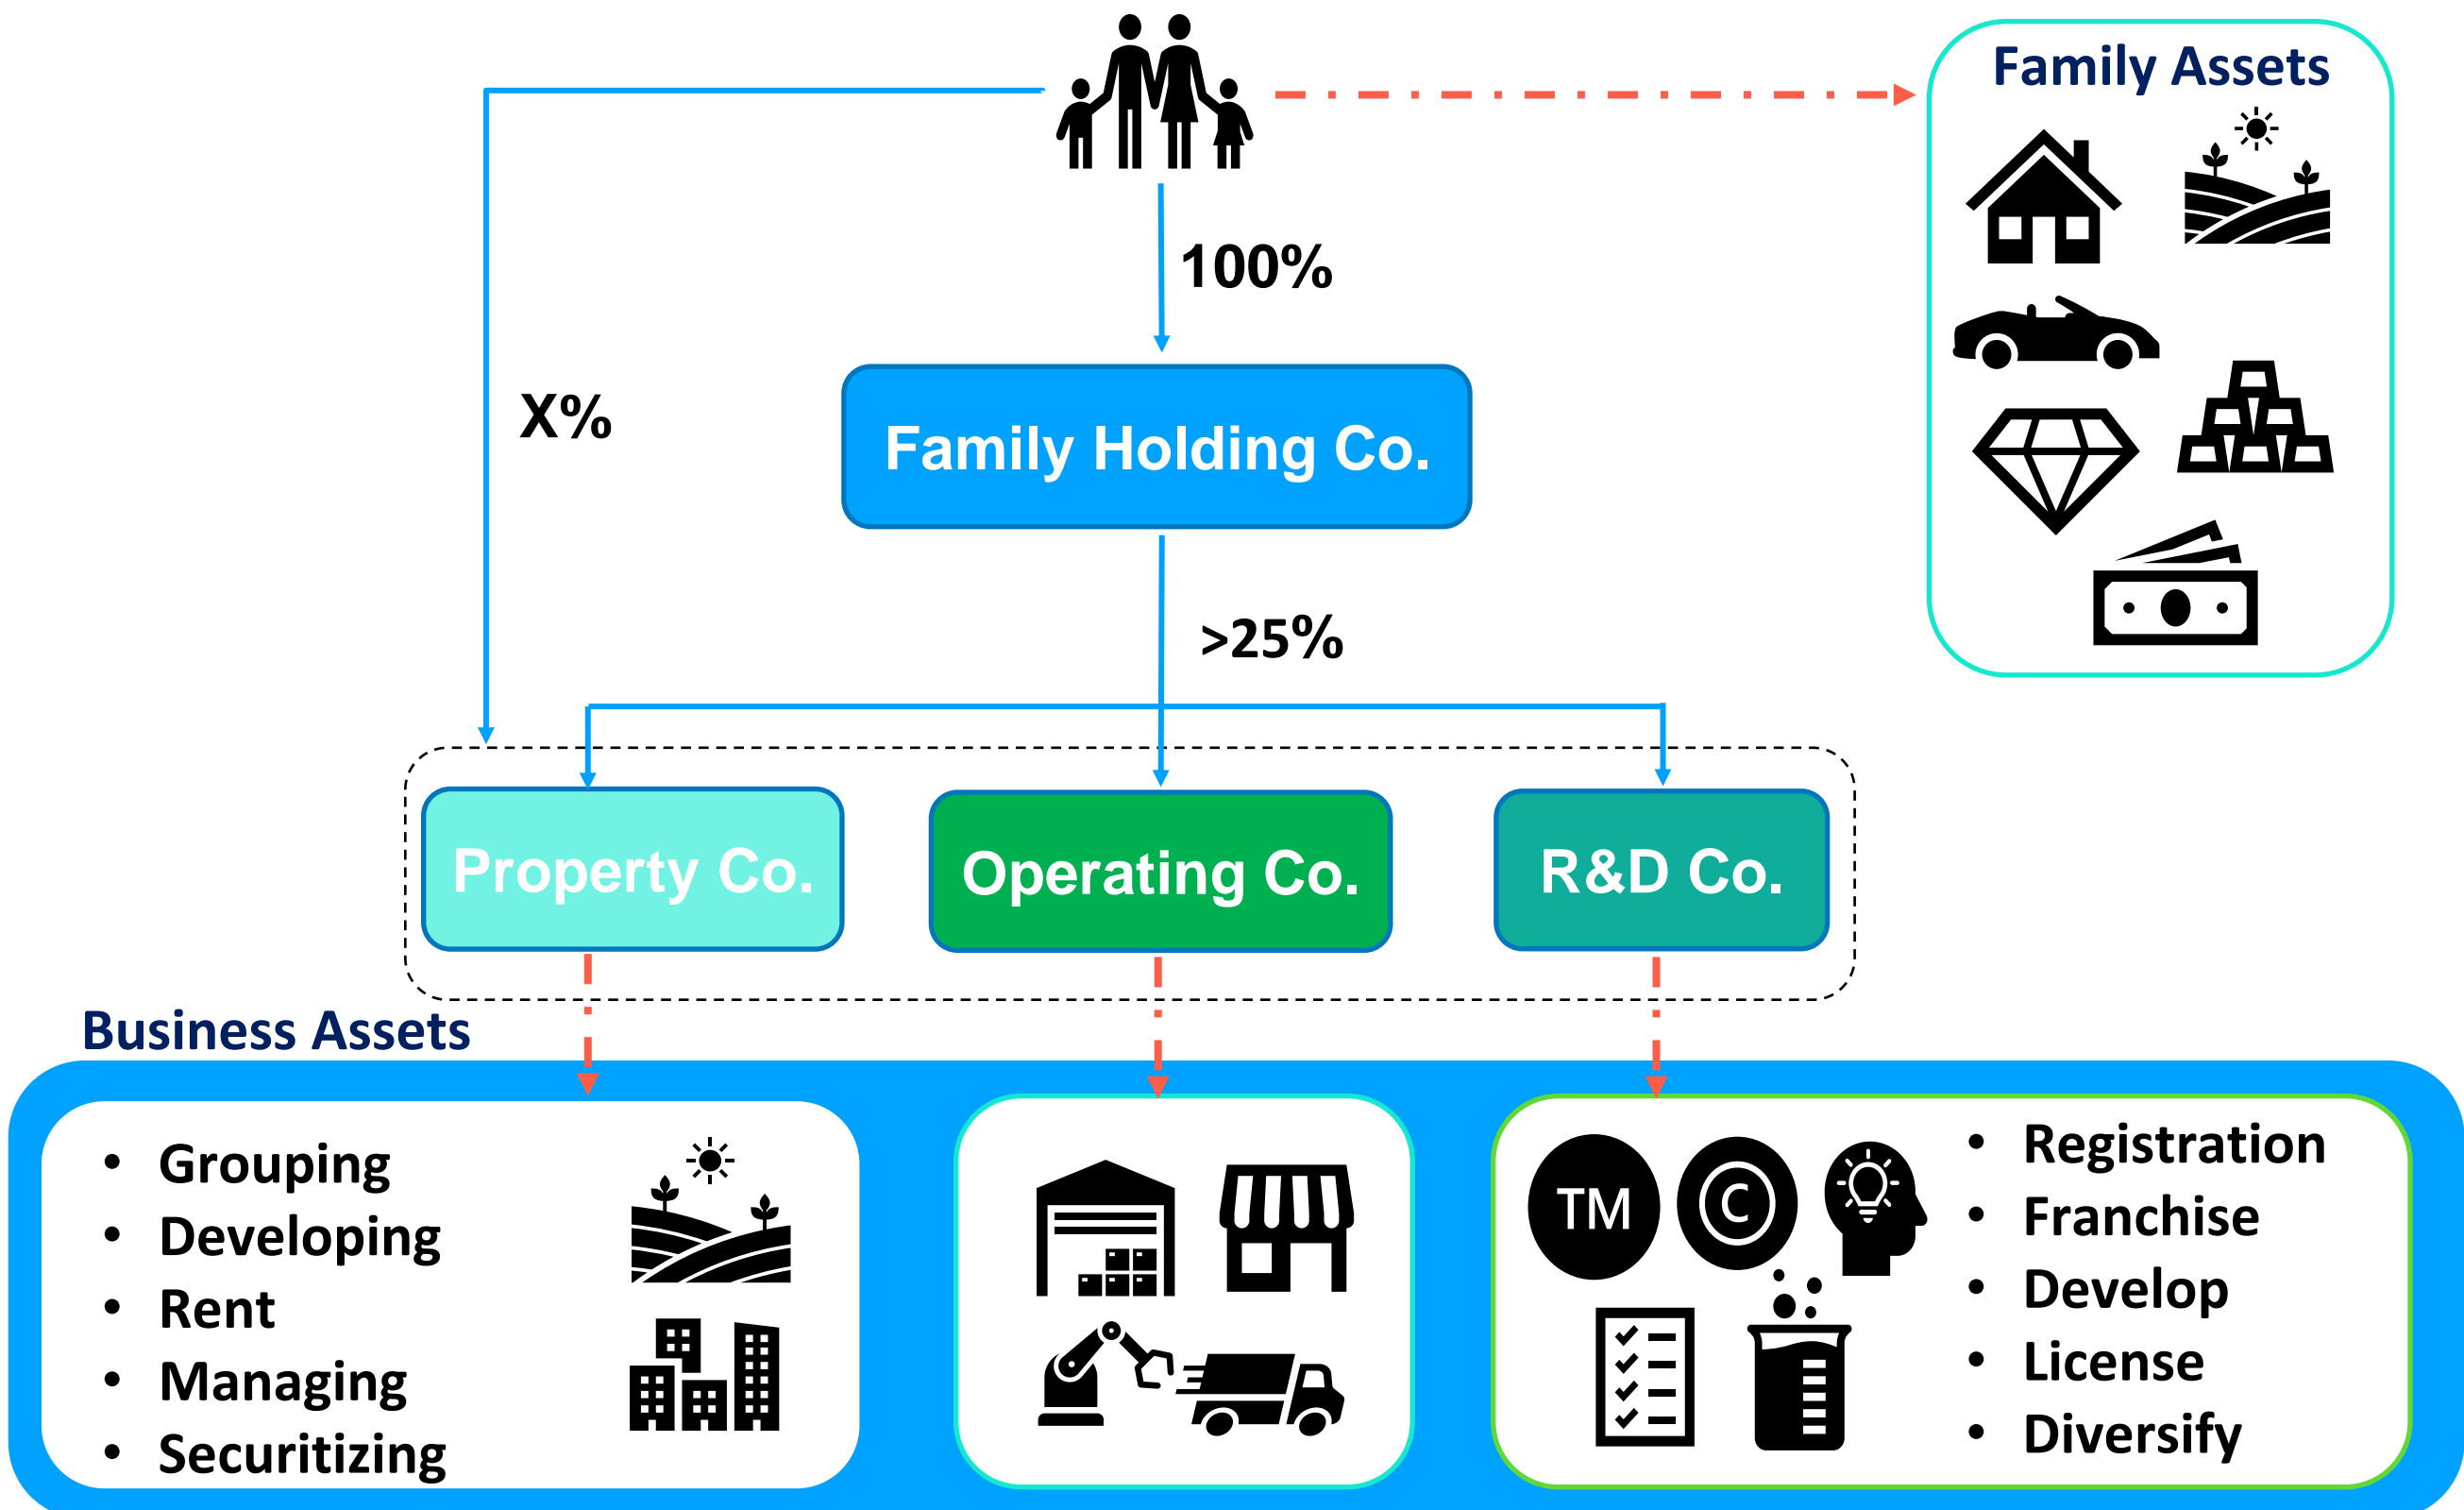 Family Assets
100%
X%
Family Holding Co.
>25%
Property Co.
Operating Co.
R&D Co.
Business Assets
• Grouping
• Developing
• Rent
• Managing
• Securitizing
TM
©
• Registration
• Franchise
• Develop
• License
• Diversify